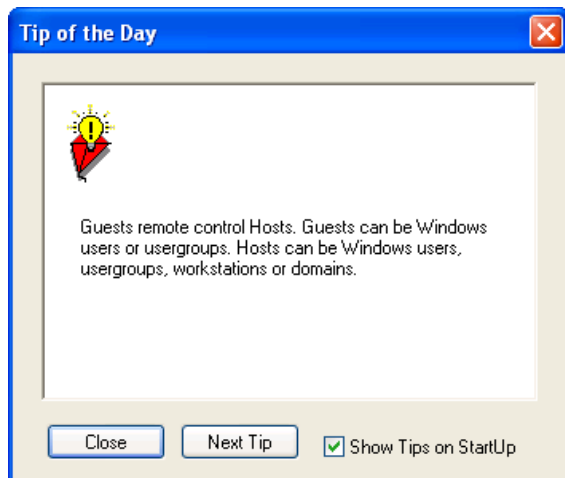 Tip of the Day
Guests remote control Hosts. Guests can be Windows
users or usergroups. Hosts can be Windows users,
usergroups, workstations or domains.
Close
Next Tip
Show Tips on StartUp